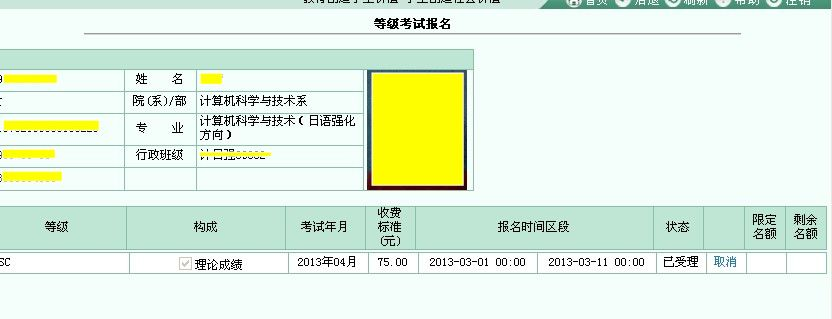 首页 后退 刷新 帮助 注销
等级考试报名
姓 名
院(系)/部 计算机科学与技术系
专 业 计算机科学与技术(日语强化
方向)
行政班级
等级 构成 考试年月 收费
标准
(元) 报名时间区段 状态 限定
名额 剩余
名额
SC 理论成绩 2013年04月 75.00 2013-03-01 00:00 2013-03-11 00:00 已受理 取消